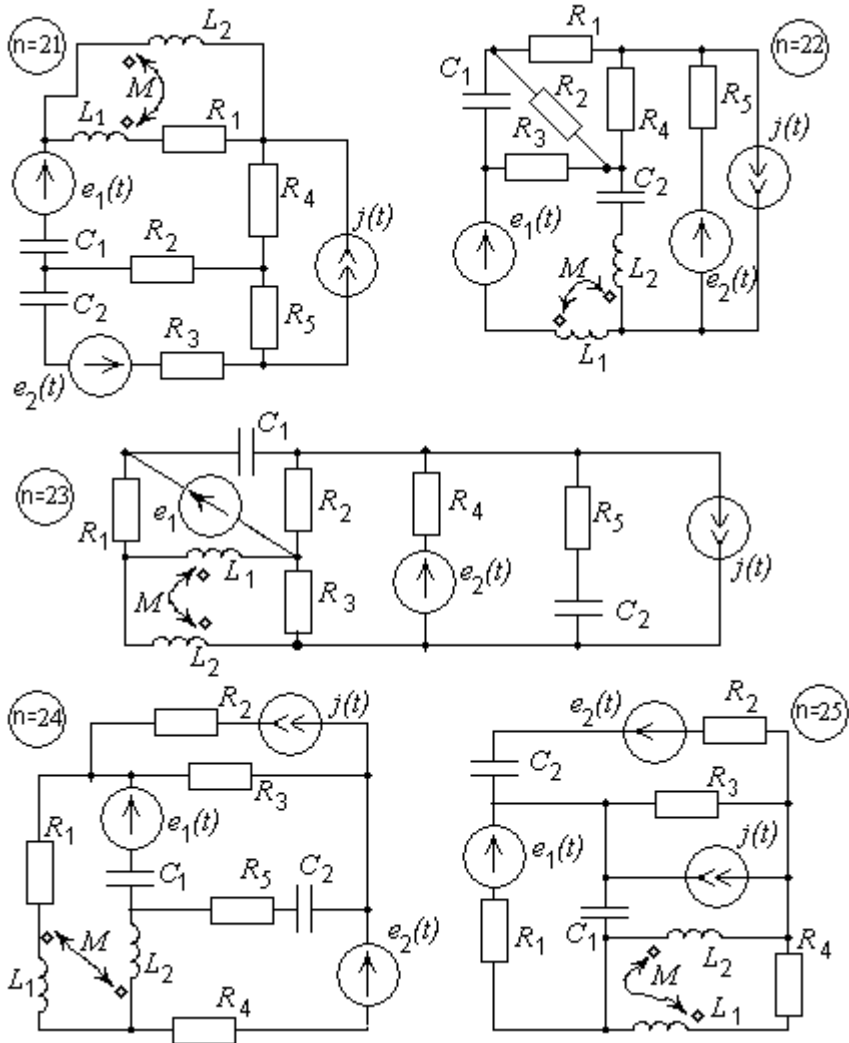 n=21
L2
M
L1
R1
e1(t)
R4
j(t)
C1
R2
C2
R5
R3
e2(t)
R1
n=22
C1
R2
R4
R5
j(t)
R3
C2
e1(t)
M
L2
e2(t)
L1
C1
n=23
e1
R2
R4
R5
R1
L1
j(t)
M
R3
e2(t)
C2
L2
n=24
R2
j(t)
R3
R1
e1(t)
C1
R5
C2
M
e2(t)
L1
L2
R4
e2(t)
R2
n=25
C2
R3
e1(t)
j(t)
R1
C1
R4
L2
M
L1